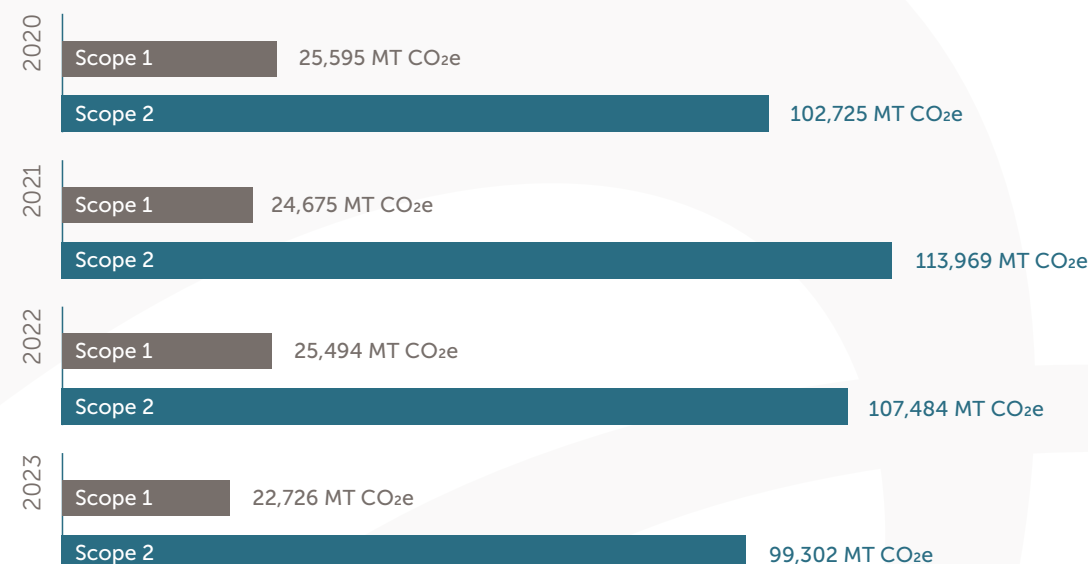 2020
Scope 1
25,595 MT CO₂e
Scope 2
102,725 MT CO₂e
2021
Scope 1
24,675 MT CO₂e
Scope 2
113,969 MT CO₂e
2022
Scope 1
25,494 MT CO₂e
Scope 2
107,484 MT CO₂e
2023
Scope 1
22,726 MT CO₂e
Scope 2
99,302 MT CO₂e